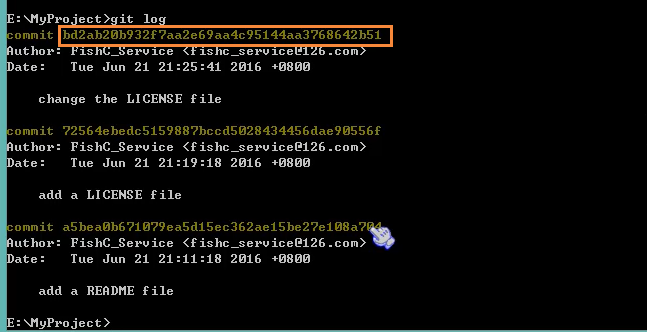 E:\MyProject>git log
commit bd2ab20b932f7aa2e69aa4c95144aa3768642b51
Author: FishC_Service <fishc_service@126.com>
Date:   Tue Jun 21 21:25:41 2016 +0800
change the LICENSE file
commit 72564ebedc5159887bccd5028434456dae90556f
Author: FishC_Service <fishc_service@126.com>
Date:   Tue Jun 21 21:19:18 2016 +0800
add a LICENSE file
commit a5bea0b671079ea5d15ec362ae15be27e108a704
Author: FishC_Service <fishc_service@126.com>
Date:   Tue Jun 21 21:11:18 2016 +0800
add a README file
E:\MyProject>